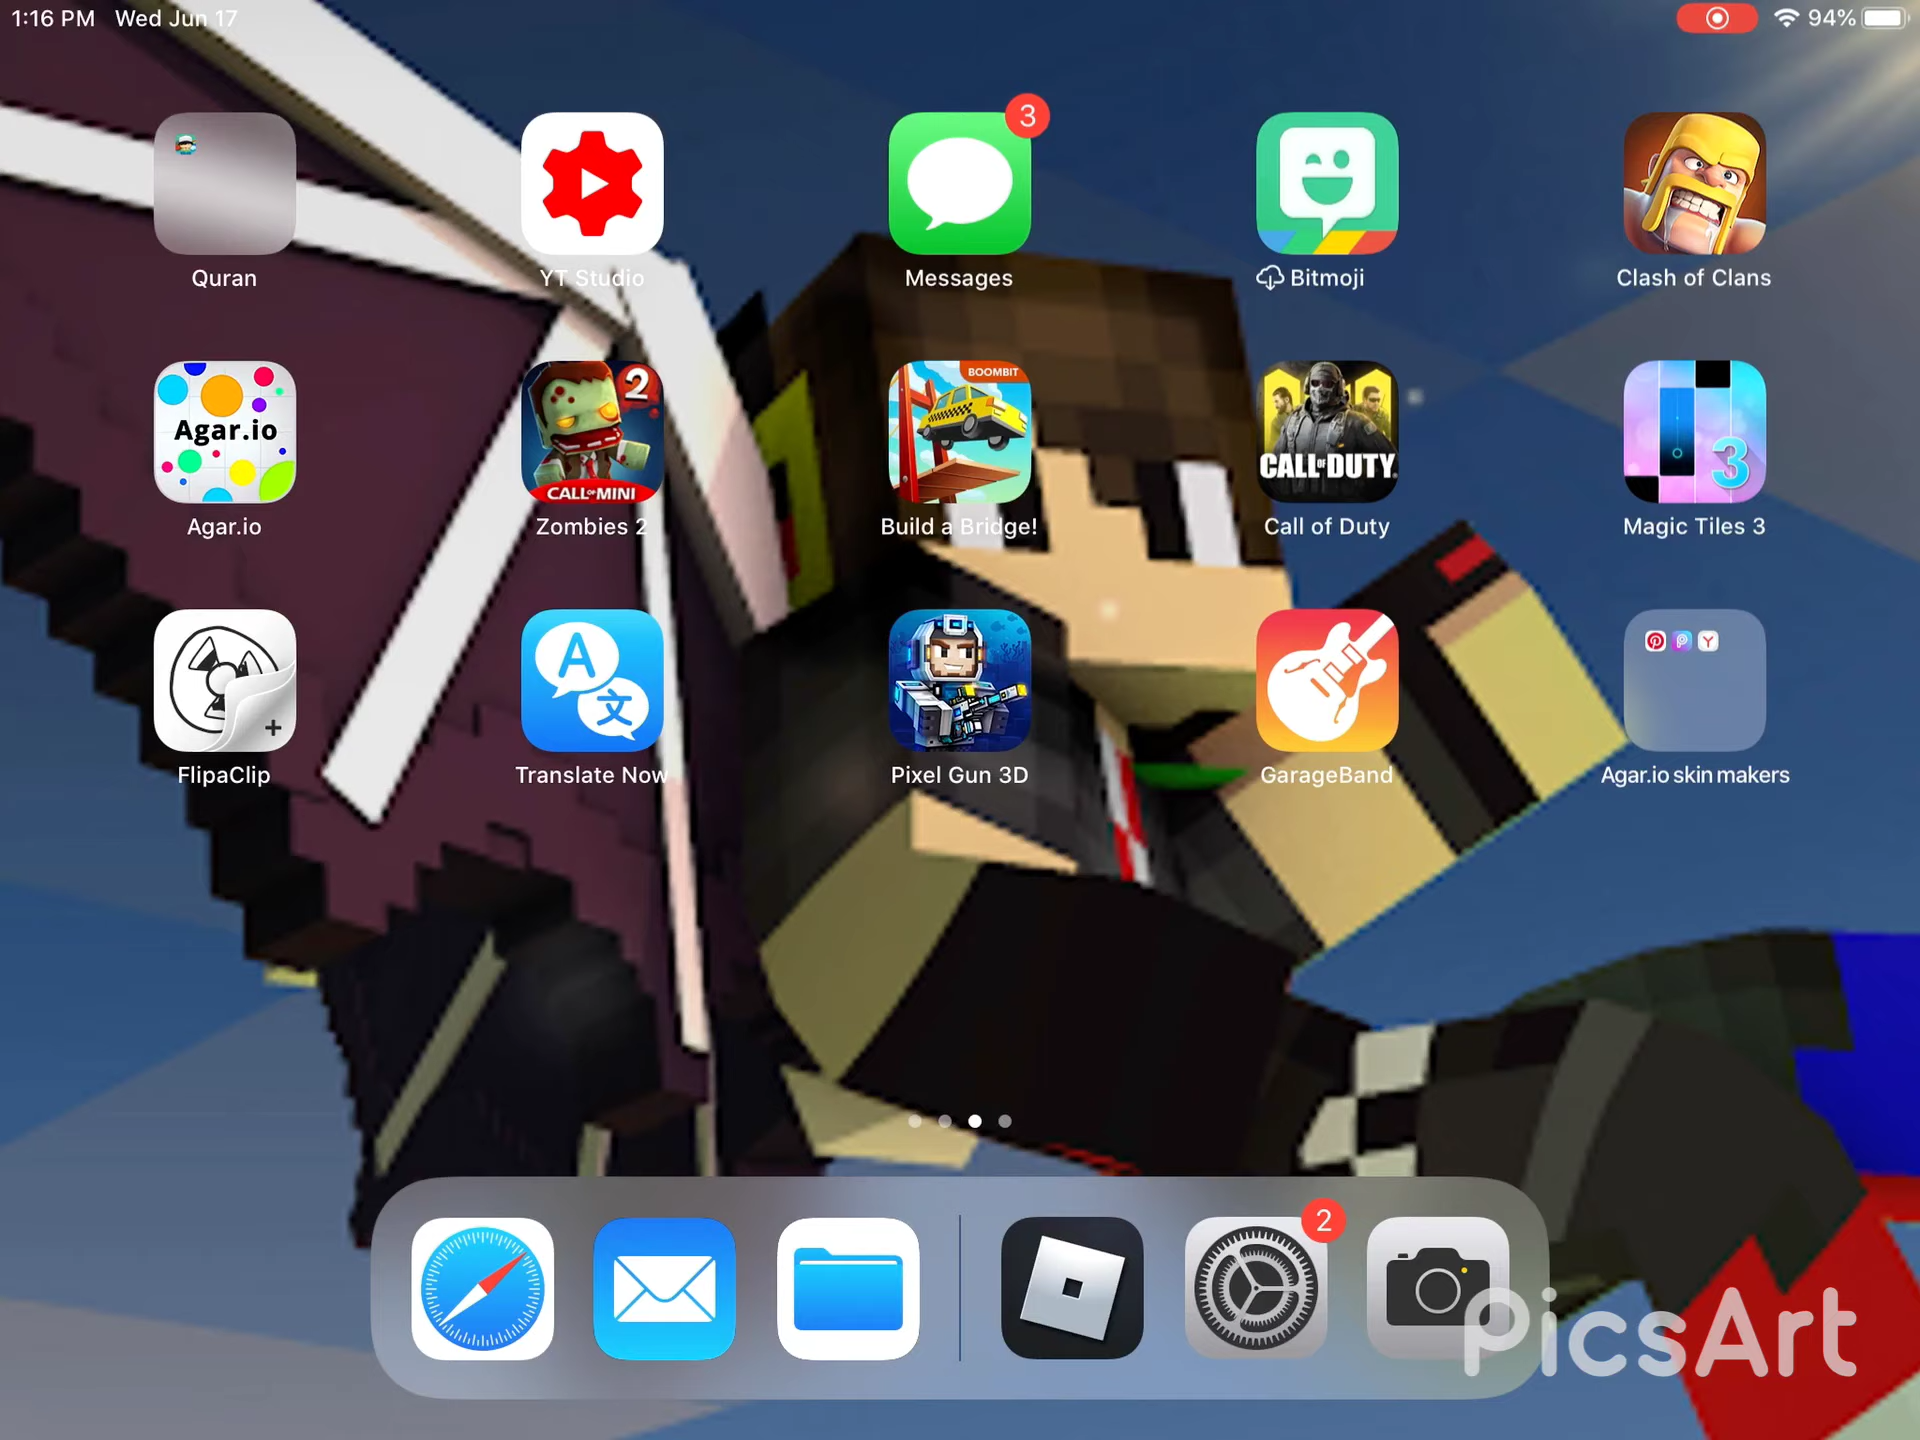 1:16 PM Wed Jun 17
94%
3
Quran
YT Studio
Messages
Bitmoji
Clash of Clans
Agar.io
2
CALL OF MINI
BOOMBIT
CALL OF DUTY
3
Agar.io
Zombies 2
Build a Bridge!
Call of Duty
Magic Tiles 3
A
文
P
Y
FlipaClip
Translate Now
Pixel Gun 3D
GarageBand
Agar.io skin makers
2
PicsArt